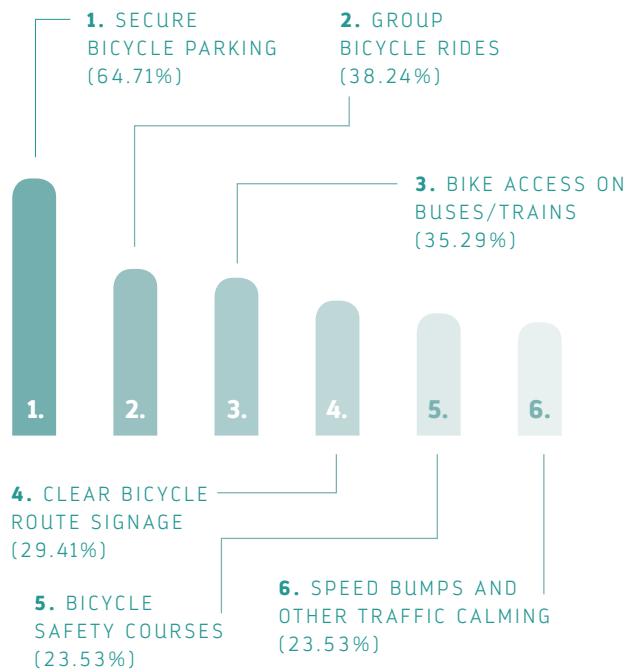 1. SECURE
BICYCLE PARKING
(64.71%)
2. GROUP
BICYCLE RIDES
(38.24%)
3. BIKE ACCESS ON
BUSES/TRAINS
(35.29%)
1.
2.
3.
4.
5.
6.
4. CLEAR BICYCLE
ROUTE SIGNAGE
(29.41%)
5. BICYCLE
SAFETY COURSES
(23.53%)
6. SPEED BUMPS AND
OTHER TRAFFIC CALMING
(23.53%)